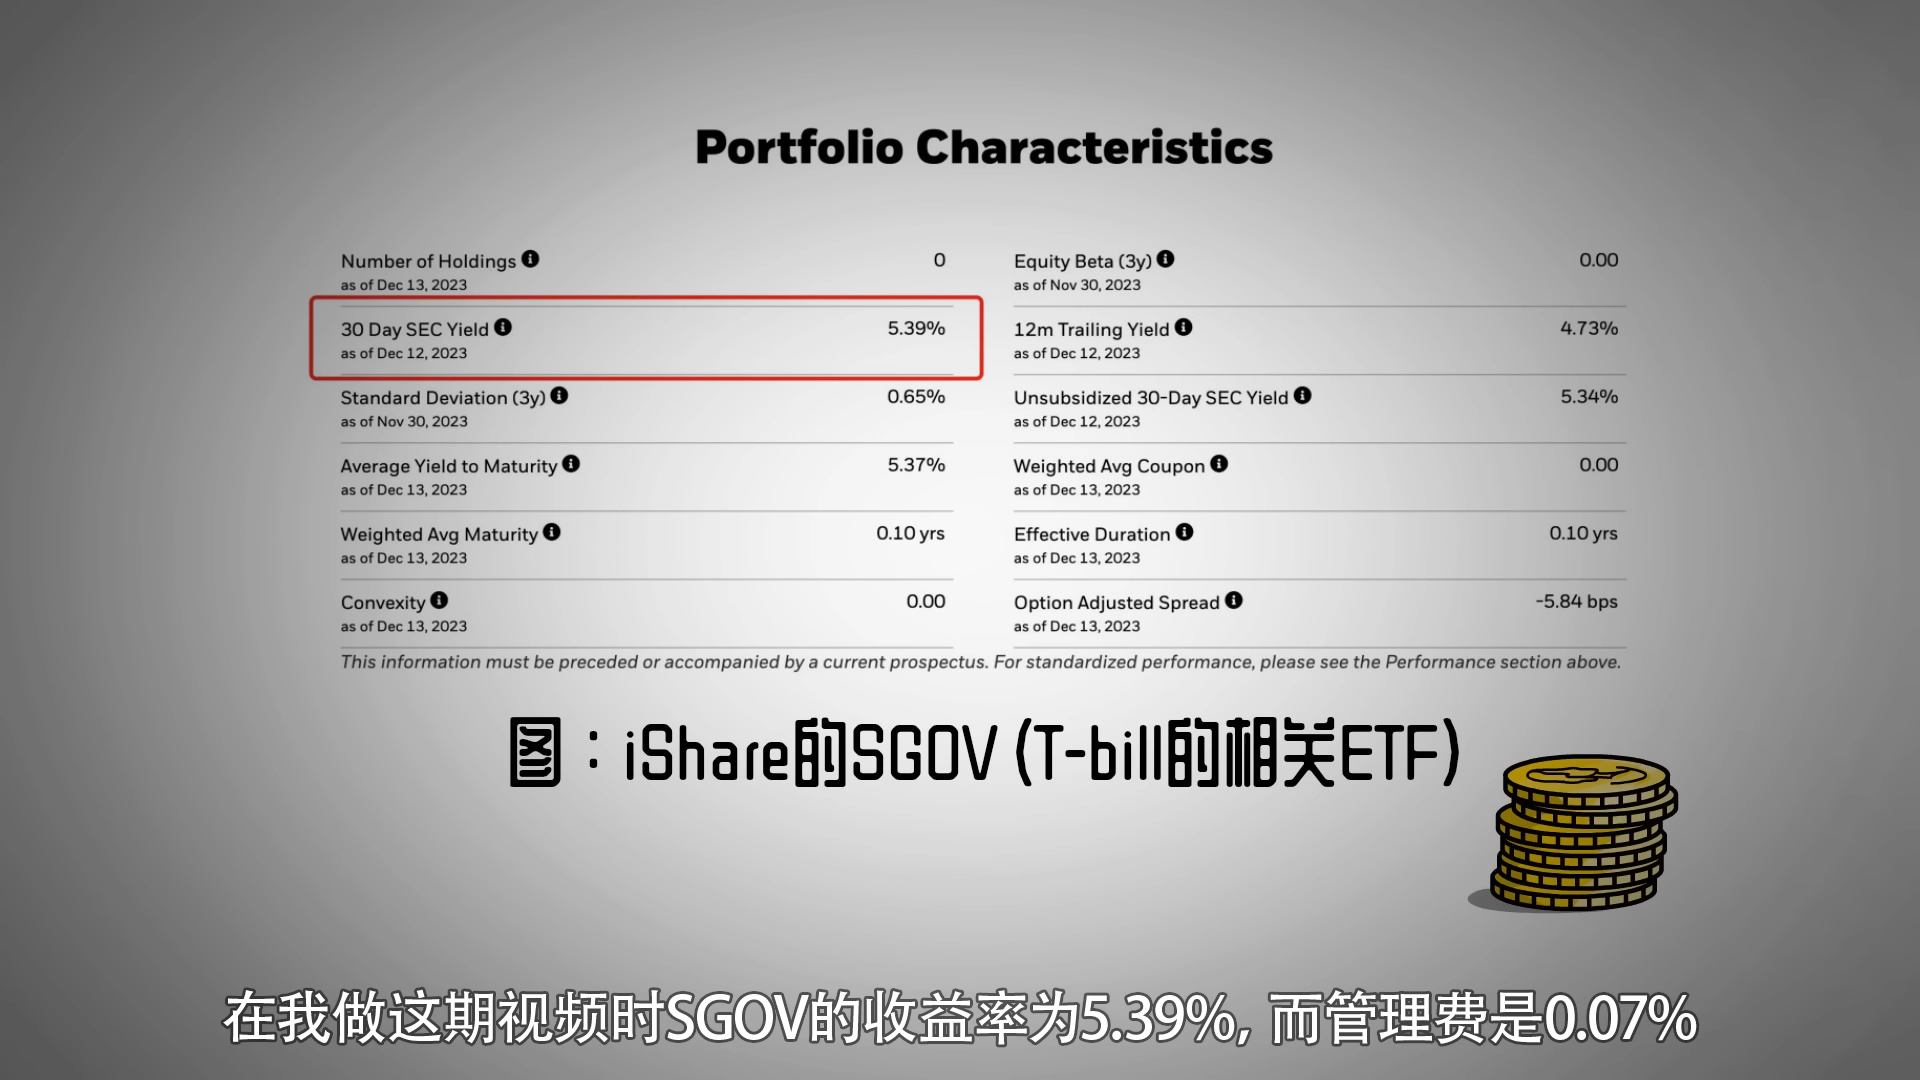 Portfolio Characteristics
Number of Holdings 0
as of Dec 13, 2023
30 Day SEC Yield 5.39%
as of Dec 12, 2023
Standard Deviation (3y) 0.65%
as of Nov 30, 2023
Average Yield to Maturity 5.37%
as of Dec 13, 2023
Weighted Avg Maturity 0.10 yrs
as of Dec 13, 2023
Convexity 0.00
as of Dec 13, 2023
Equity Beta (3y) 0.00
as of Nov 30, 2023
12m Trailing Yield 4.73%
as of Dec 12, 2023
Unsubsidized 30-Day SEC Yield 5.34%
as of Dec 12, 2023
Weighted Avg Coupon 0.00
as of Dec 13, 2023
Effective Duration 0.10 yrs
as of Dec 13, 2023
Option Adjusted Spread -5.84 bps
as of Dec 13, 2023
This information must be preceded or accompanied by a current prospectus. For standardized performance, please see the Performance section above.
图：iShare的SGOV (T-bill的相关ETF)
在我做这期视频时SGOV的收益率为5.39%, 而管理费是0.07%